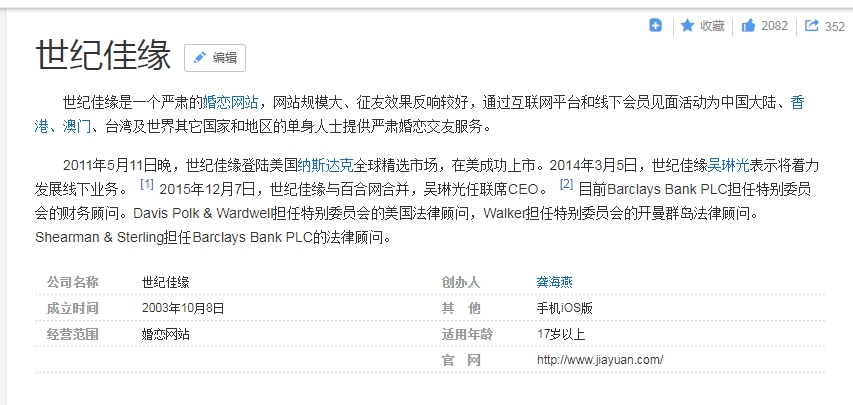 收藏 2082 352
世纪佳缘 编辑
世纪佳缘是一个严肃的婚恋网站，网站规模大、征友效果反响较好，通过互联网平台和线下会员见面活动为中国大陆、香
港、澳门、台湾及世界其它国家和地区的单身人士提供严肃婚恋交友服务。
2011年5月11日晚，世纪佳缘登陆美国纳斯达克全球精选市场，在美成功上市。2014年3月5日，世纪佳缘吴琳光表示将着力
发展线下业务。 [1] 2015年12月7日，世纪佳缘与百合网合并，吴琳光任联席CEO。 [2] 目前Barclays Bank PLC担任特别委员
会的财务顾问。Davis Polk & Wardwell担任特别委员会的美国法律顾问，Walker担任特别委员会的开曼群岛法律顾问。
Shearman & Sterling担任Barclays Bank PLC的法律顾问。
公司名称 世纪佳缘 创办人 龚海燕
成立时间 2003年10月8日 其 他 手机iOS版
经营范围 婚恋网站 适用年龄 17岁以上
官 网 http://www.jiayuan.com/